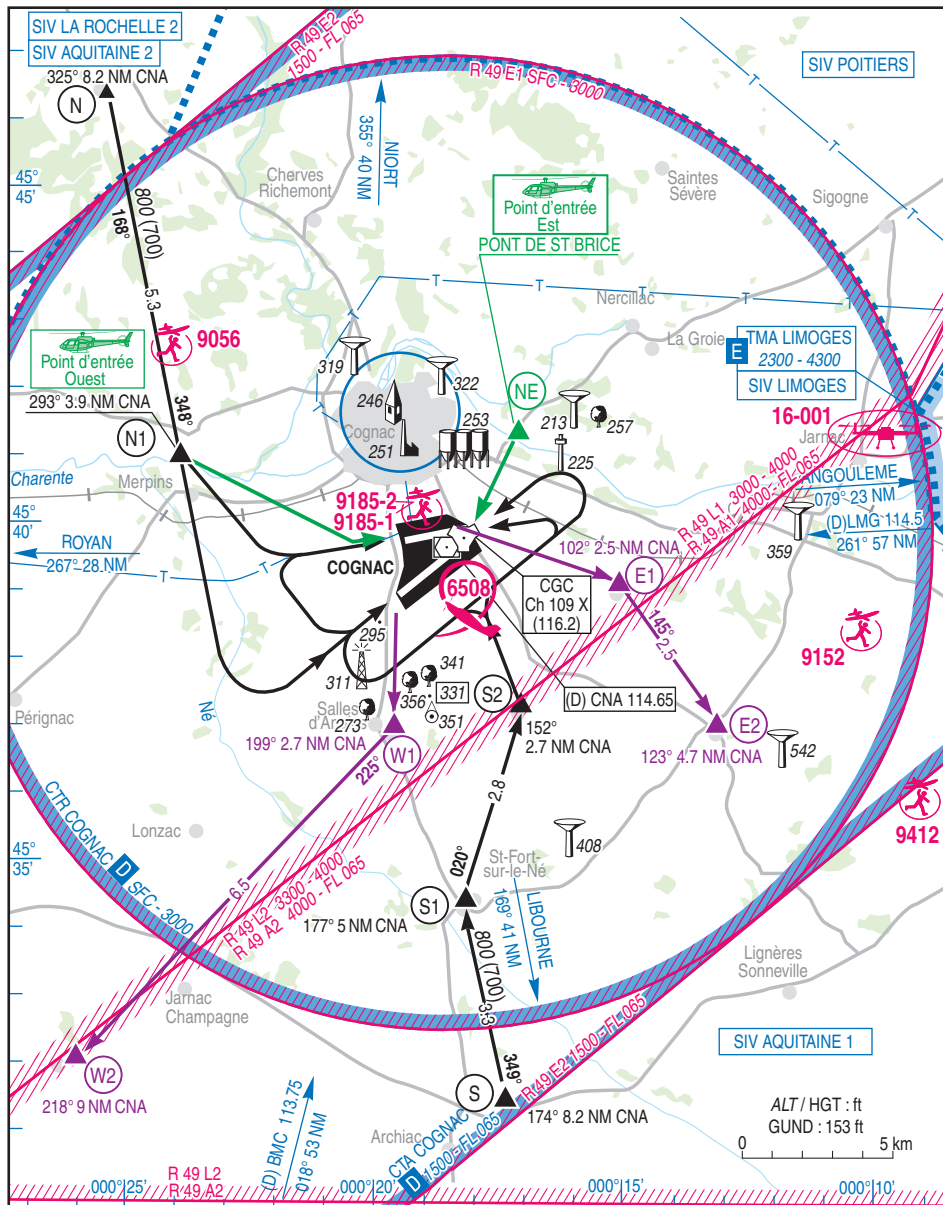 SIV LA ROCHELLE 2
SIV AQUITAINE 2
R 49 E2
1500 - FL 065
R 49 E1 SFC - 3000
SIV POITIERS
325° 8.2 NM CNA
N
NIORT
355° 40 NM
Cherves
Richemont
Saintes
Sévère
Sigogne
45°
45'
Point d'entrée
Est
PONT DE ST BRICE
800 (700)
168°
5.3
348°
T
T
T
T
T
T
Nercillac
La Groie
9056
Point d'entrée
Ouest
293° 3.9 NM CNA
N1
319
322
246
Cognac
251
253
NE
213
257
225
E
TMA LIMOGES
2300 - 4300
SIV LIMOGES
16-001
Jarnac
Charente
Merpins
9185-2
9185-1
45°
40'
ANGOULEME
079° 23 NM
(D)LMG 114.5
261° 57 NM
R 49 L1 3000 - 4000
R 49 A1 4000 - FL 065
359
ROYAN
267° 28 NM
T
T
COGNAC
102° 2.5 NM CNA
E1
6508
CGC
Ch 109 X
(116.2)
145°
2.5
9152
295
311
341
356
331
351
Salles
d'Angles
273
S2
(D) CNA 114.65
152°
2.7 NM CNA
E2
123° 4.7 NM CNA
542
Pérignac
Né
199° 2.7 NM CNA
W1
225°
2.8
9412
Lonzac
CTR COGNAC D SFC - 3000
6.5
45°
35'
St-Fort-
sur-le-Né
408
020°
S1
177° 5 NM CNA
R 49 L2 3300 - 4000
R 49 A2 4000 - FL 065
LIBOURNE
169° 41 NM
800 (700)
3.3
349°
Lignères
Sonneville
Jarnac
Champagne
SIV AQUITAINE 1
W2
218° 9 NM CNA
S
174° 8.2 NM CNA
R 49 E2 1500 - FL 065
CTA COGNAC
D 1500 - FL 065
Archiac
(D) BMC 113.75
018° 53 NM
ALT / HGT : ft
GUND : 153 ft
0 5 km
R 49 L2
R 49 A2
000°25' 000°20' 000°15' 000°10'